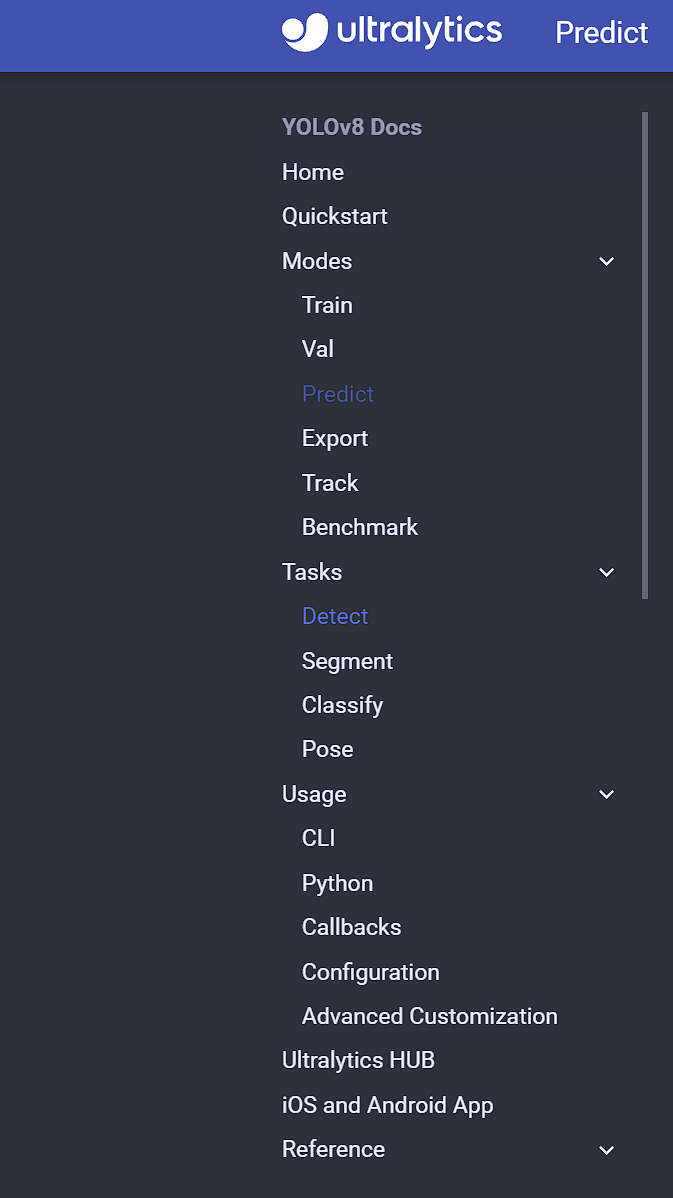 ultralytics Predict
YOLOv8 Docs
Home
Quickstart
Modes
Train
Val
Predict
Export
Track
Benchmark
Tasks
Detect
Segment
Classify
Pose
Usage
CLI
Python
Callbacks
Configuration
Advanced Customization
Ultralytics HUB
iOS and Android App
Reference